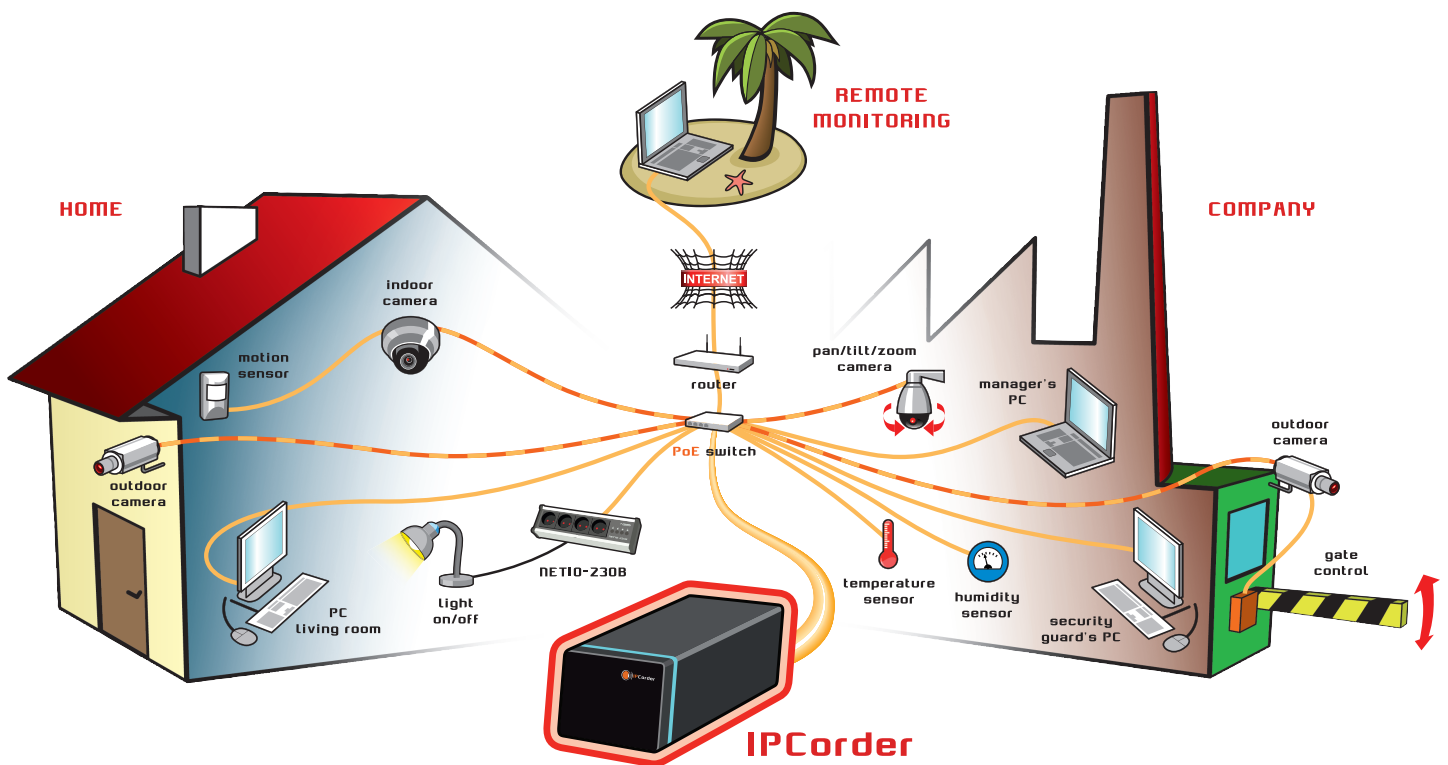 REMOTE
MONITORING
HOME
COMPANY
INTERNET
indoor
camera
motion
sensor
router
pan/tilt/zoom
camera
manager's
PC
outdoor
camera
PoE switch
outdoor
camera
NETIO-230B
light
on/off
PC
living room
temperature
sensor
humidity
sensor
security
guard's PC
gate
control
IPCorder
IPCorder